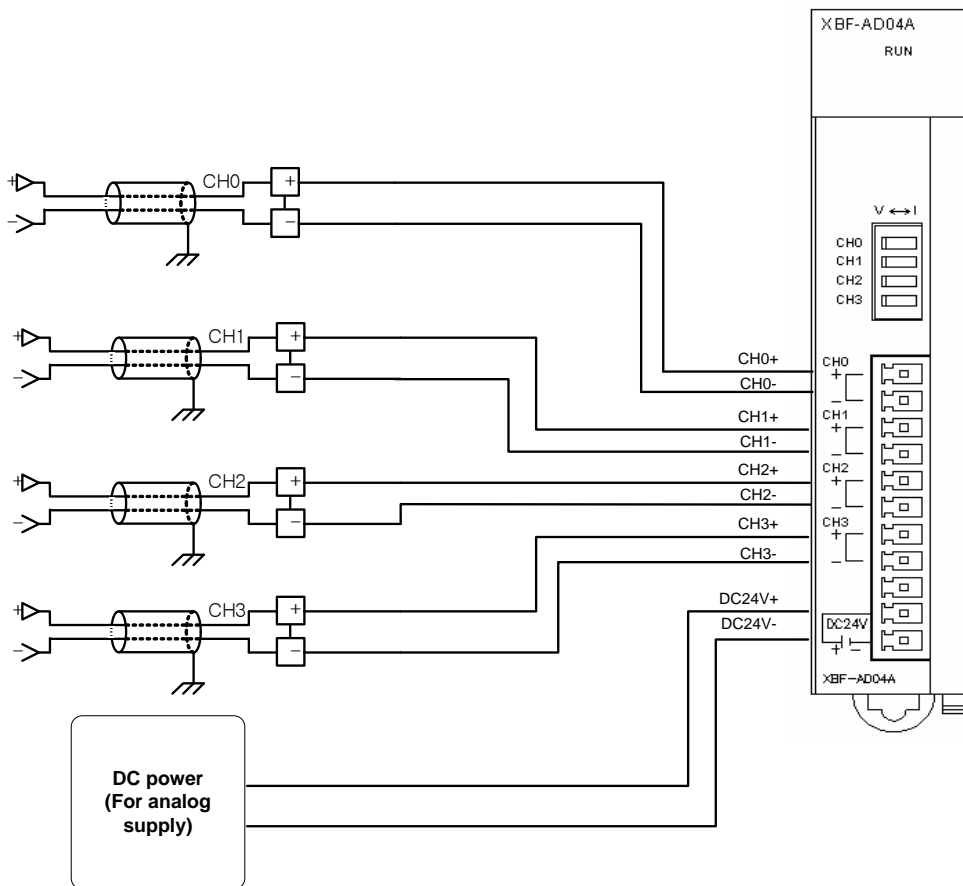 XBF-AD04A
RUN
V ↔ I
CH0
CH1
CH2
CH3
+ CH0 +
− −
+ CH1 +
− −
+ CH2 +
− −
+ CH3 +
− −
CH0+
CH0-
CH1+
CH1-
CH2+
CH2-
CH3+
CH3-
DC24V+
DC24V-
CH0
+
−
CH1
+
−
CH2
+
−
CH3
+
−
DC24V
+ −
XBF-AD04A
DC power
(For analog
supply)